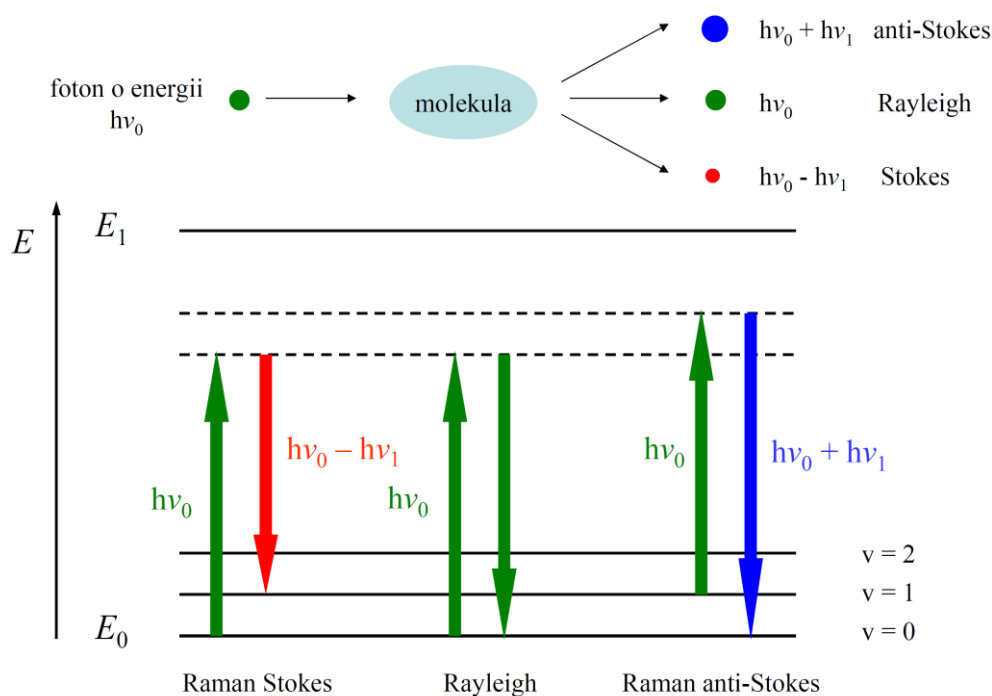 foton o energii
hν₀
molekula
hν₀ + hν₁ anti-Stokes
hν₀ Rayleigh
hν₀ - hν₁ Stokes
E
E₁
hν₀
hν₀ – hν₁
hν₀
hν₀
hν₀ + hν₁
v = 2
v = 1
v = 0
E₀
Raman Stokes
Rayleigh
Raman anti-Stokes